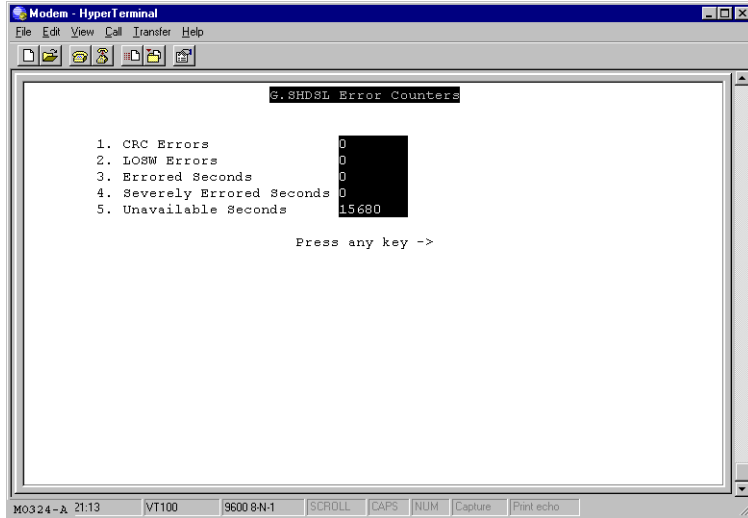 Modem - HyperTerminal
File Edit View Call Transfer Help
G.SHDSL Error Counters
1. CRC Errors 0
2. LOSW Errors 0
3. Errored Seconds 0
4. Severely Errored Seconds 0
5. Unavailable Seconds 15680
Press any key ->
M0324-A 21:13 VT100 9600 8-N-1 SCROLL CAPS NUM Capture Print echo